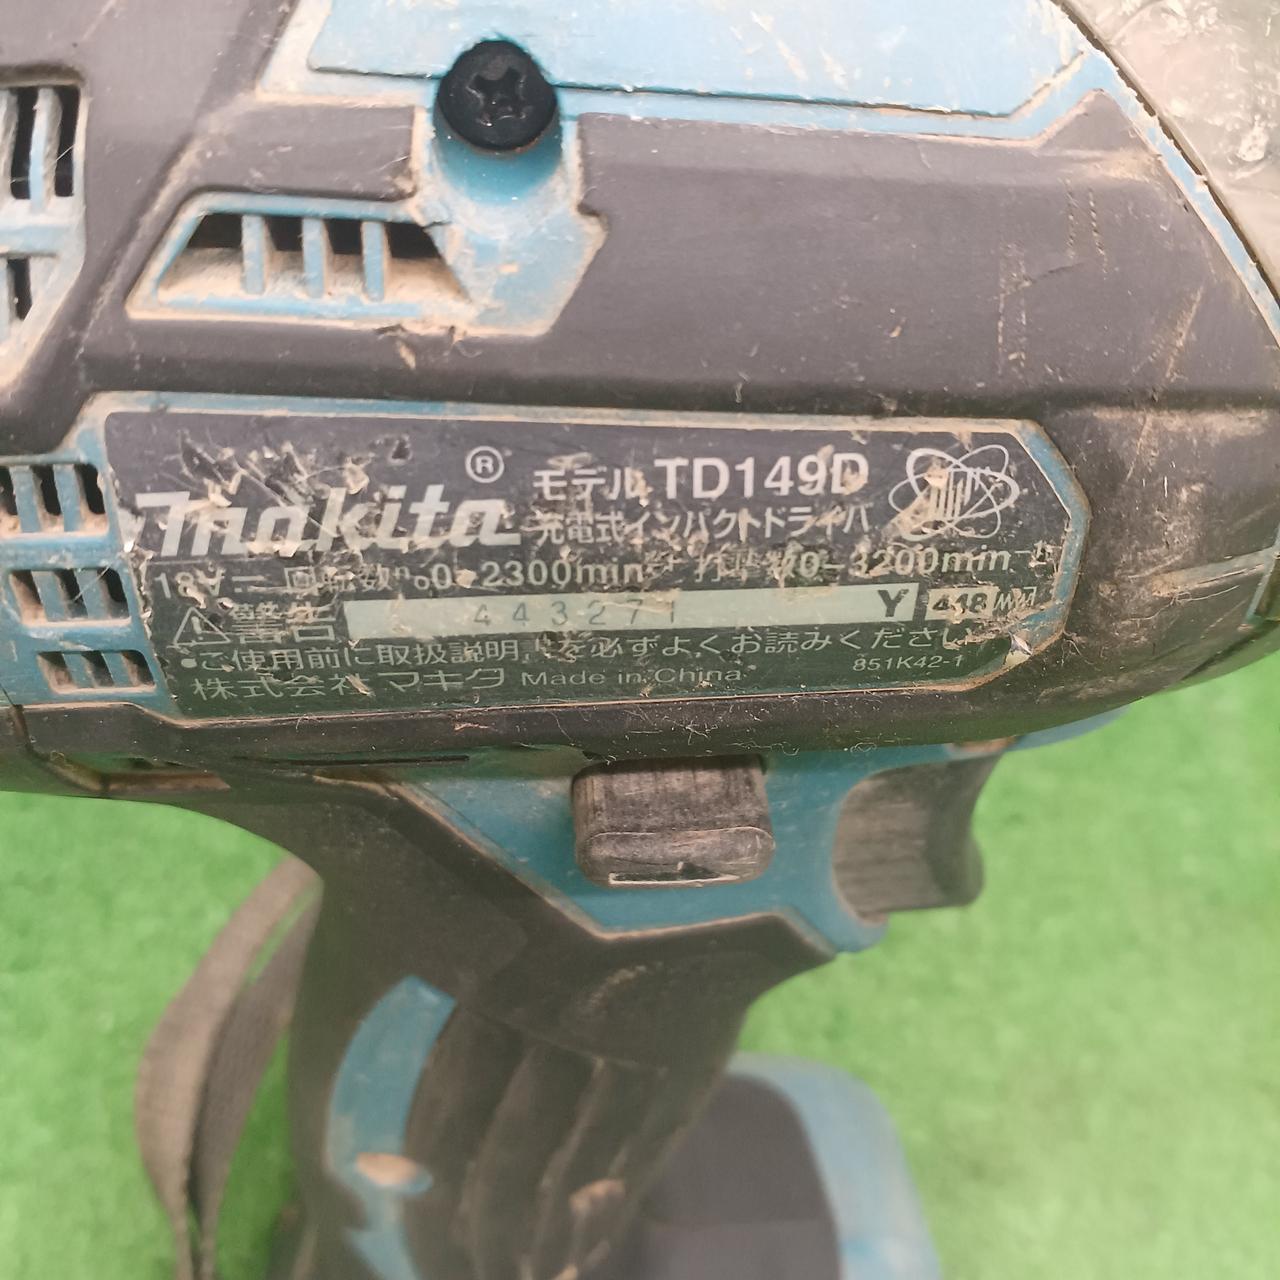 makita ® モデル TD149D
充電式インパクトドライバ
18V 回転数 n₀ 0-2300min⁻¹ 打撃数 0-3200min⁻¹
警告 443271 Y
•ご使用前に取扱説明 を必ずよくお読みください
851K42-1
株式会社マキタ Made in China